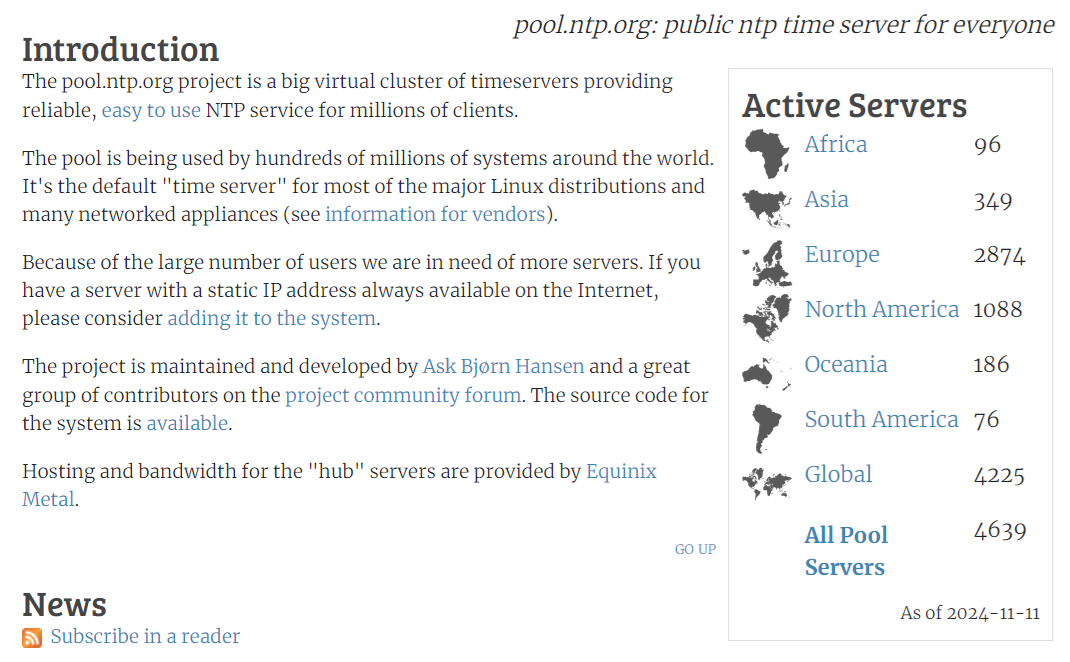 pool.ntp.org: public ntp time server for everyone
Introduction
The pool.ntp.org project is a big virtual cluster of timeservers providing
reliable, easy to use NTP service for millions of clients.
The pool is being used by hundreds of millions of systems around the world.
It's the default "time server" for most of the major Linux distributions and
many networked appliances (see information for vendors).
Because of the large number of users we are in need of more servers. If you
have a server with a static IP address always available on the Internet,
please consider adding it to the system.
The project is maintained and developed by Ask Bjørn Hansen and a great
group of contributors on the project community forum. The source code for
the system is available.
Hosting and bandwidth for the "hub" servers are provided by Equinix
Metal.
GO UP
News
Subscribe in a reader
Active Servers
Africa 96
Asia 349
Europe 2874
North America 1088
Oceania 186
South America 76
Global 4225
All Pool 4639
Servers
As of 2024-11-11